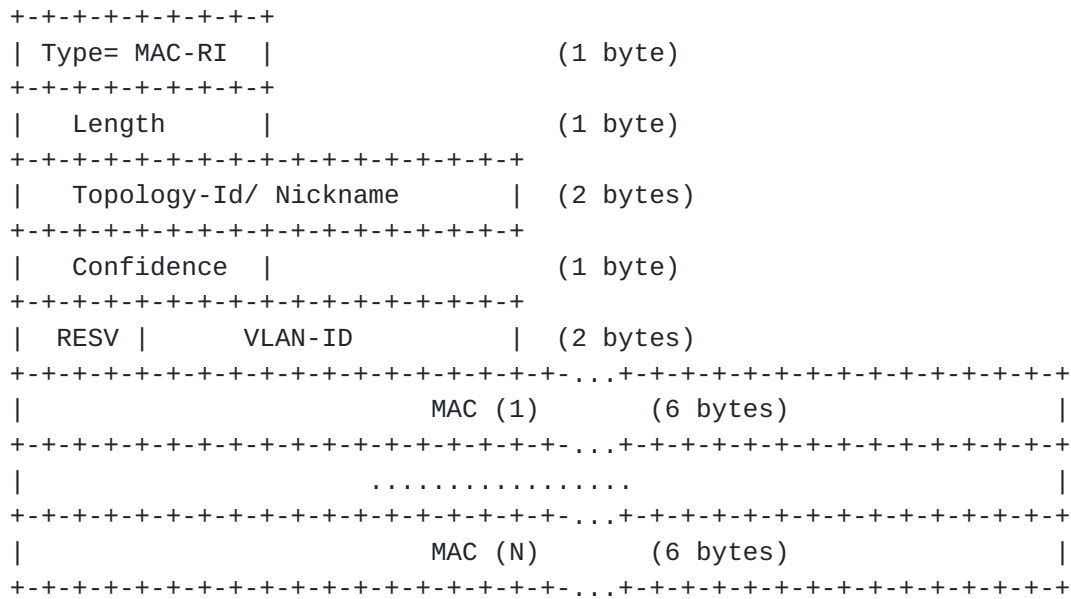 +-+-+-+-+-+-+-+-+
| Type= MAC-RI  |                  (1 byte)
+-+-+-+-+-+-+-+-+
|   Length      |                  (1 byte)
+-+-+-+-+-+-+-+-+-+-+-+-+-+-+-+-+
|   Topology-Id/ Nickname       |  (2 bytes)
+-+-+-+-+-+-+-+-+-+-+-+-+-+-+-+-+
|   Confidence  |                  (1 byte)
+-+-+-+-+-+-+-+-+-+-+-+-+-+-+-+-+
|  RESV |      VLAN-ID          |  (2 bytes)
+-+-+-+-+-+-+-+-+-+-+-+-+-+-+-+-+-+-+-...+-+-+-+-+-+-+-+-+-+-+-+-+-+-+
|                          MAC (1)       (6 bytes)                 |
+-+-+-+-+-+-+-+-+-+-+-+-+-+-+-+-+-+-+-...+-+-+-+-+-+-+-+-+-+-+-+-+-+-+
|                      .................                           |
+-+-+-+-+-+-+-+-+-+-+-+-+-+-+-+-+-+-+-...+-+-+-+-+-+-+-+-+-+-+-+-+-+-+
|                          MAC (N)       (6 bytes)                 |
+-+-+-+-+-+-+-+-+-+-+-+-+-+-+-+-+-+-+-...+-+-+-+-+-+-+-+-+-+-+-+-+-+-+